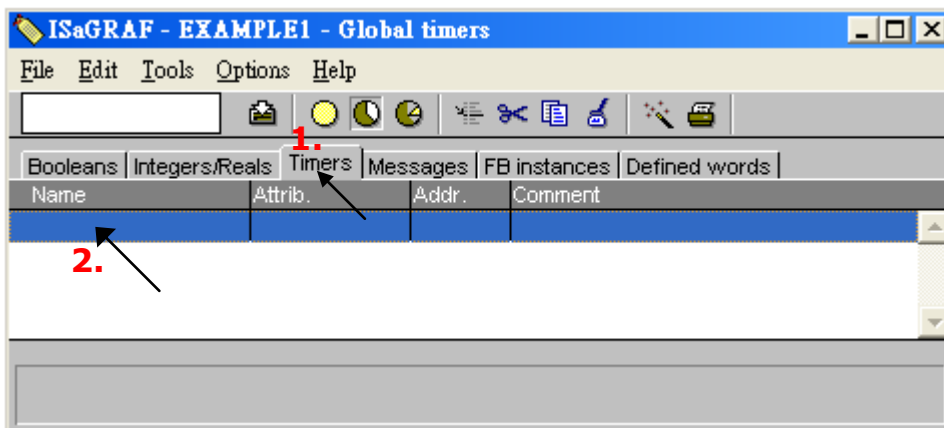 ISaGRAF - EXAMPLE1 - Global timers
File Edit Tools Options Help
1.
Booleans Integers/Reals Timers Messages FB instances Defined words
Name Attrib. Addr. Comment
2.